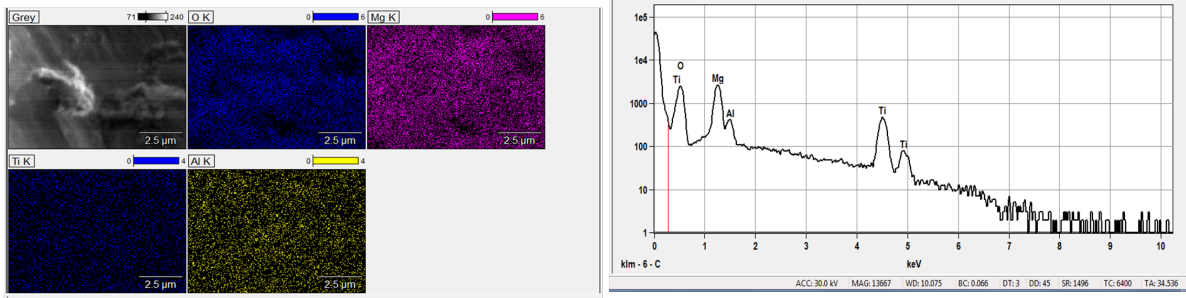 Grey 71 240
O K 0 6
Mg K 0 6
2.5 µm
2.5 µm
2.5 µm
Ti K 0 4
Al K 0 4
2.5 µm
2.5 µm
1e5
1e4
1000
100
10
1
O
Ti
Mg
Al
Ti
Ti
0 1 2 3 4 5 6 7 8 9 10
klm - 6 - C
keV
ACC: 30.0 kV MAG: 13667 WD: 10.075 BC: 0.066 DT: 3 DD: 45 SR: 1496 TC: 6400 TA: 34.536